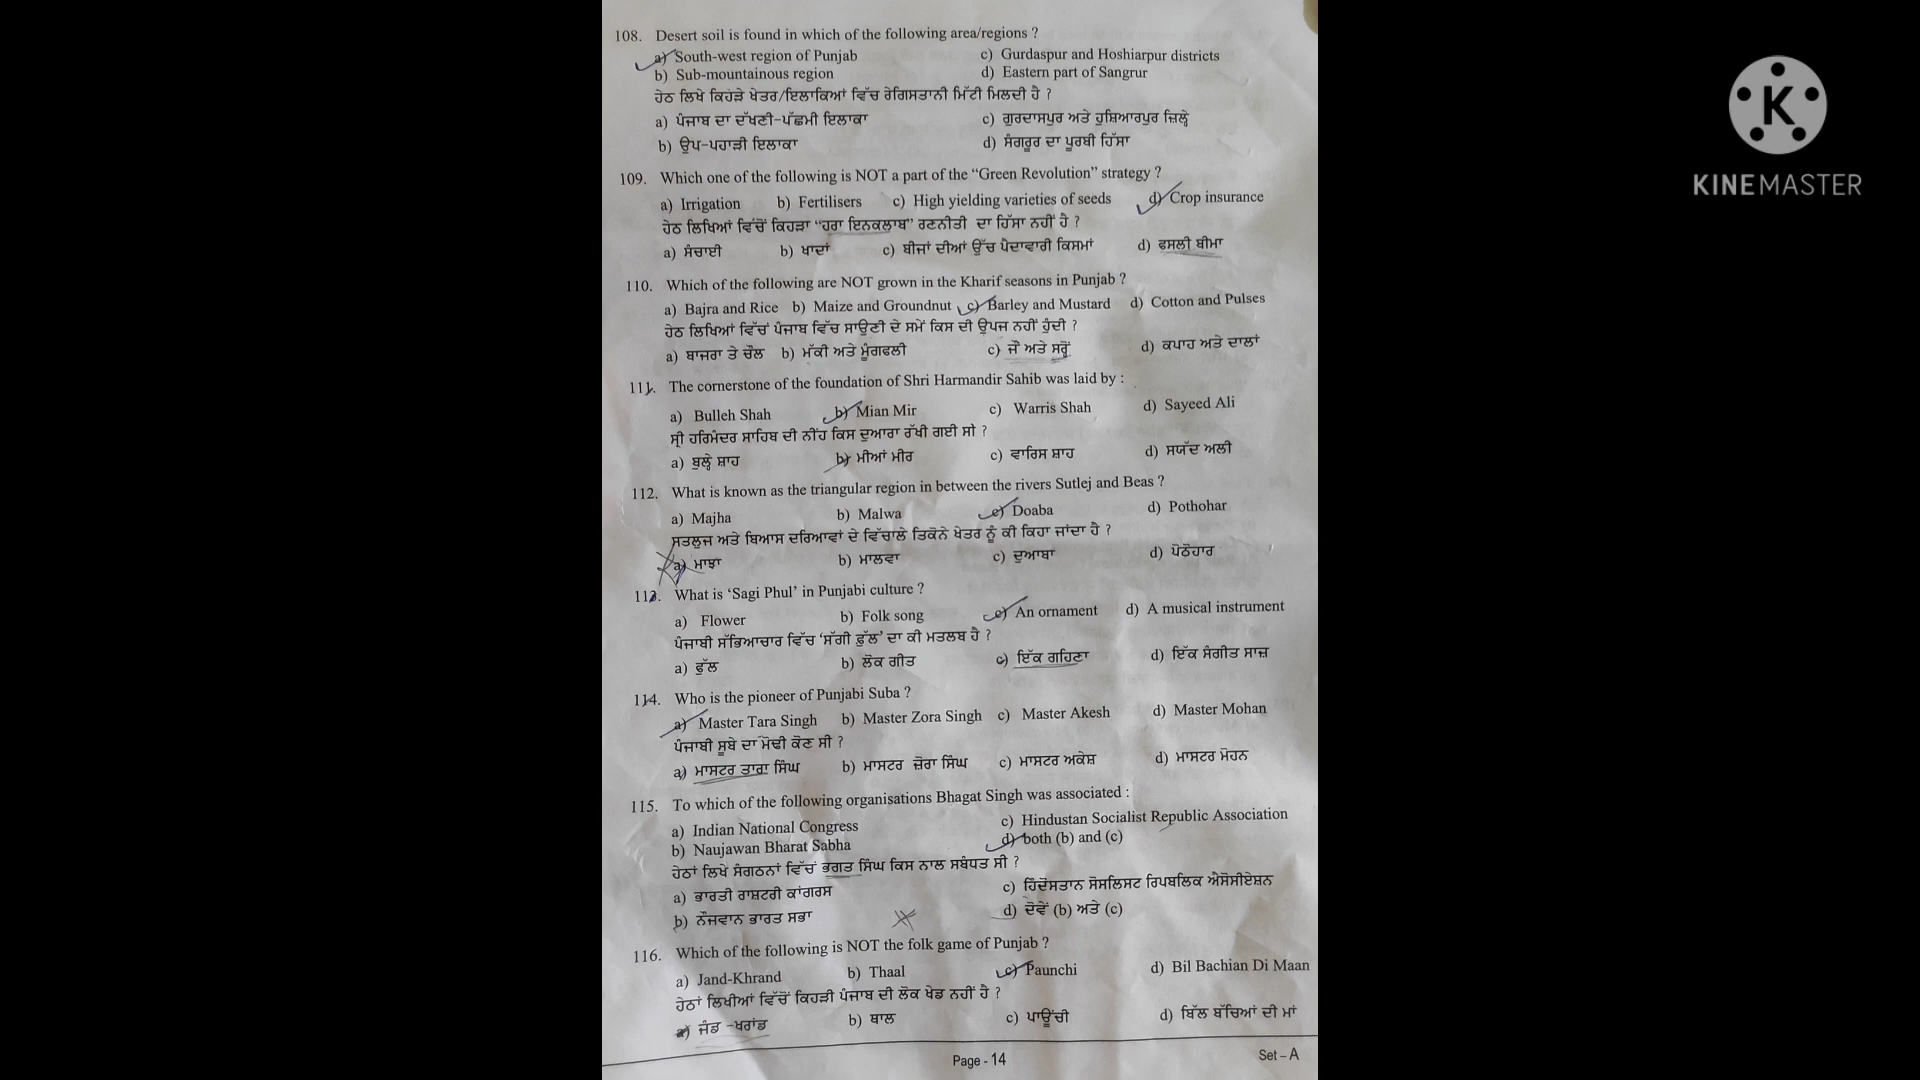 108. Desert soil is found in which of the following area/regions ?
a) South-west region of Punjab c) Gurdaspur and Hoshiarpur districts
b) Sub-mountainous region d) Eastern part of Sangrur
ਹੇਠ ਲਿਖੇ ਕਿਹੜੇ ਖੇਤਰ/ਇਲਾਕਿਆਂ ਵਿੱਚ ਰੇਗਿਸਤਾਨੀ ਮਿੱਟੀ ਮਿਲਦੀ ਹੈ ?
a) ਪੰਜਾਬ ਦਾ ਦੱਖਣੀ-ਪੱਛਮੀ ਇਲਾਕਾ c) ਗੁਰਦਾਸਪੁਰ ਅਤੇ ਹੁਸ਼ਿਆਰਪੁਰ ਜ਼ਿਲ੍ਹੇ
b) ਉਪ-ਪਹਾੜੀ ਇਲਾਕਾ d) ਸੰਗਰੂਰ ਦਾ ਪੂਰਬੀ ਹਿੱਸਾ
109. Which one of the following is NOT a part of the “Green Revolution” strategy ?
a) Irrigation b) Fertilisers c) High yielding varieties of seeds d) Crop insurance
ਹੇਠ ਲਿਖਿਆਂ ਵਿੱਚੋਂ ਕਿਹੜਾ “ਹਰਾ ਇਨਕਲਾਬ” ਰਣਨੀਤੀ ਦਾ ਹਿੱਸਾ ਨਹੀਂ ਹੈ ?
a) ਸੰਚਾਈ b) ਖਾਦਾਂ c) ਬੀਜਾਂ ਦੀਆਂ ਉੱਚ ਪੈਦਾਵਾਰੀ ਕਿਸਮਾਂ d) ਫਸਲੀ ਬੀਮਾ
110. Which of the following are NOT grown in the Kharif seasons in Punjab ?
a) Bajra and Rice b) Maize and Groundnut c) Barley and Mustard d) Cotton and Pulses
ਹੇਠ ਲਿਖਿਆਂ ਵਿੱਚਾਂ ਪੰਜਾਬ ਵਿੱਚ ਸਾਉਣੀ ਦੇ ਸਮੇਂ ਕਿਸ ਦੀ ਉਪਜ ਨਹੀਂ ਹੁੰਦੀ ?
a) ਬਾਜਰਾ ਤੇ ਚੌਲ b) ਮੱਕੀ ਅਤੇ ਮੂੰਗਫਲੀ c) ਜੌਂ ਅਤੇ ਸਰ੍ਹੋਂ d) ਕਪਾਹ ਅਤੇ ਦਾਲਾਂ
111. The cornerstone of the foundation of Shri Harmandir Sahib was laid by :
a) Bulleh Shah b) Mian Mir c) Warris Shah d) Sayeed Ali
ਸ੍ਰੀ ਹਰਿਮੰਦਰ ਸਾਹਿਬ ਦੀ ਨੀਂਹ ਕਿਸ ਦੁਆਰਾ ਰੱਖੀ ਗਈ ਸੀ ?
a) ਬੁਲ੍ਹੇ ਸ਼ਾਹ b) ਮੀਆਂ ਮੀਰ c) ਵਾਰਿਸ ਸ਼ਾਹ d) ਸਯੱਦ ਅਲੀ
112. What is known as the triangular region in between the rivers Sutlej and Beas ?
a) Majha b) Malwa c) Doaba d) Pothohar
ਸਤਲੁਜ ਅਤੇ ਬਿਆਸ ਦਰਿਆਵਾਂ ਦੇ ਵਿੱਚਾਲੇ ਤਿਕੋਨੇ ਖੇਤਰ ਨੂੰ ਕੀ ਕਿਹਾ ਜਾਂਦਾ ਹੈ ?
a) ਮਾਝਾ b) ਮਾਲਵਾ c) ਦੁਆਬਾ d) ਪੋਠੋਹਾਰ
113. What is ‘Sagi Phul’ in Punjabi culture ?
a) Flower b) Folk song c) An ornament d) A musical instrument
ਪੰਜਾਬੀ ਸੱਭਿਆਚਾਰ ਵਿੱਚ ‘ਸੱਗੀ ਫ਼ੁੱਲ’ ਦਾ ਕੀ ਮਤਲਬ ਹੈ ?
a) ਫ਼ੁੱਲ b) ਲੋਕ ਗੀਤ c) ਇੱਕ ਗਹਿਣਾ d) ਇੱਕ ਸੰਗੀਤ ਸਾਜ਼
114. Who is the pioneer of Punjabi Suba ?
a) Master Tara Singh b) Master Zora Singh c) Master Akesh d) Master Mohan
ਪੰਜਾਬੀ ਸੂਬੇ ਦਾ ਮੋਢੀ ਕੋਣ ਸੀ ?
a) ਮਾਸਟਰ ਤਾਰਾ ਸਿੰਘ b) ਮਾਸਟਰ ਜ਼ੋਰਾ ਸਿੰਘ c) ਮਾਸਟਰ ਅਕੇਸ਼ d) ਮਾਸਟਰ ਮੋਹਨ
115. To which of the following organisations Bhagat Singh was associated :
a) Indian National Congress c) Hindustan Socialist Republic Association
b) Naujawan Bharat Sabha d) both (b) and (c)
ਹੇਠਾਂ ਲਿਖੇ ਸੰਗਠਨਾਂ ਵਿੱਚਾਂ ਭਗਤ ਸਿੰਘ ਕਿਸ ਨਾਲ ਸਬੰਧਤ ਸੀ ?
a) ਭਾਰਤੀ ਰਾਸ਼ਟਰੀ ਕਾਂਗਰਸ c) ਹਿੰਦੋਸਤਾਨ ਸੋਸਲਿਸਟ ਰਿਪਬਲਿਕ ਐਸੋਸੀਏਸ਼ਨ
b) ਨੌਜਵਾਨ ਭਾਰਤ ਸਭਾ d) ਦੋਵੇਂ (b) ਅਤੇ (c)
116. Which of the following is NOT the folk game of Punjab ?
a) Jand-Khrand b) Thaal c) Paunchi d) Bil Bachian Di Maan
ਹੇਠਾਂ ਲਿਖੀਆਂ ਵਿੱਚੋਂ ਕਿਹੜੀ ਪੰਜਾਬ ਦੀ ਲੋਕ ਖੇਡ ਨਹੀਂ ਹੈ ?
a) ਜੰਡ -ਖਰਾਂਡ b) ਥਾਲ c) ਪਾਊਂਚੀ d) ਬਿੱਲ ਬੱਚਿਆਂ ਦੀ ਮਾਂ
Page - 14 Set – A
K
KINEMASTER